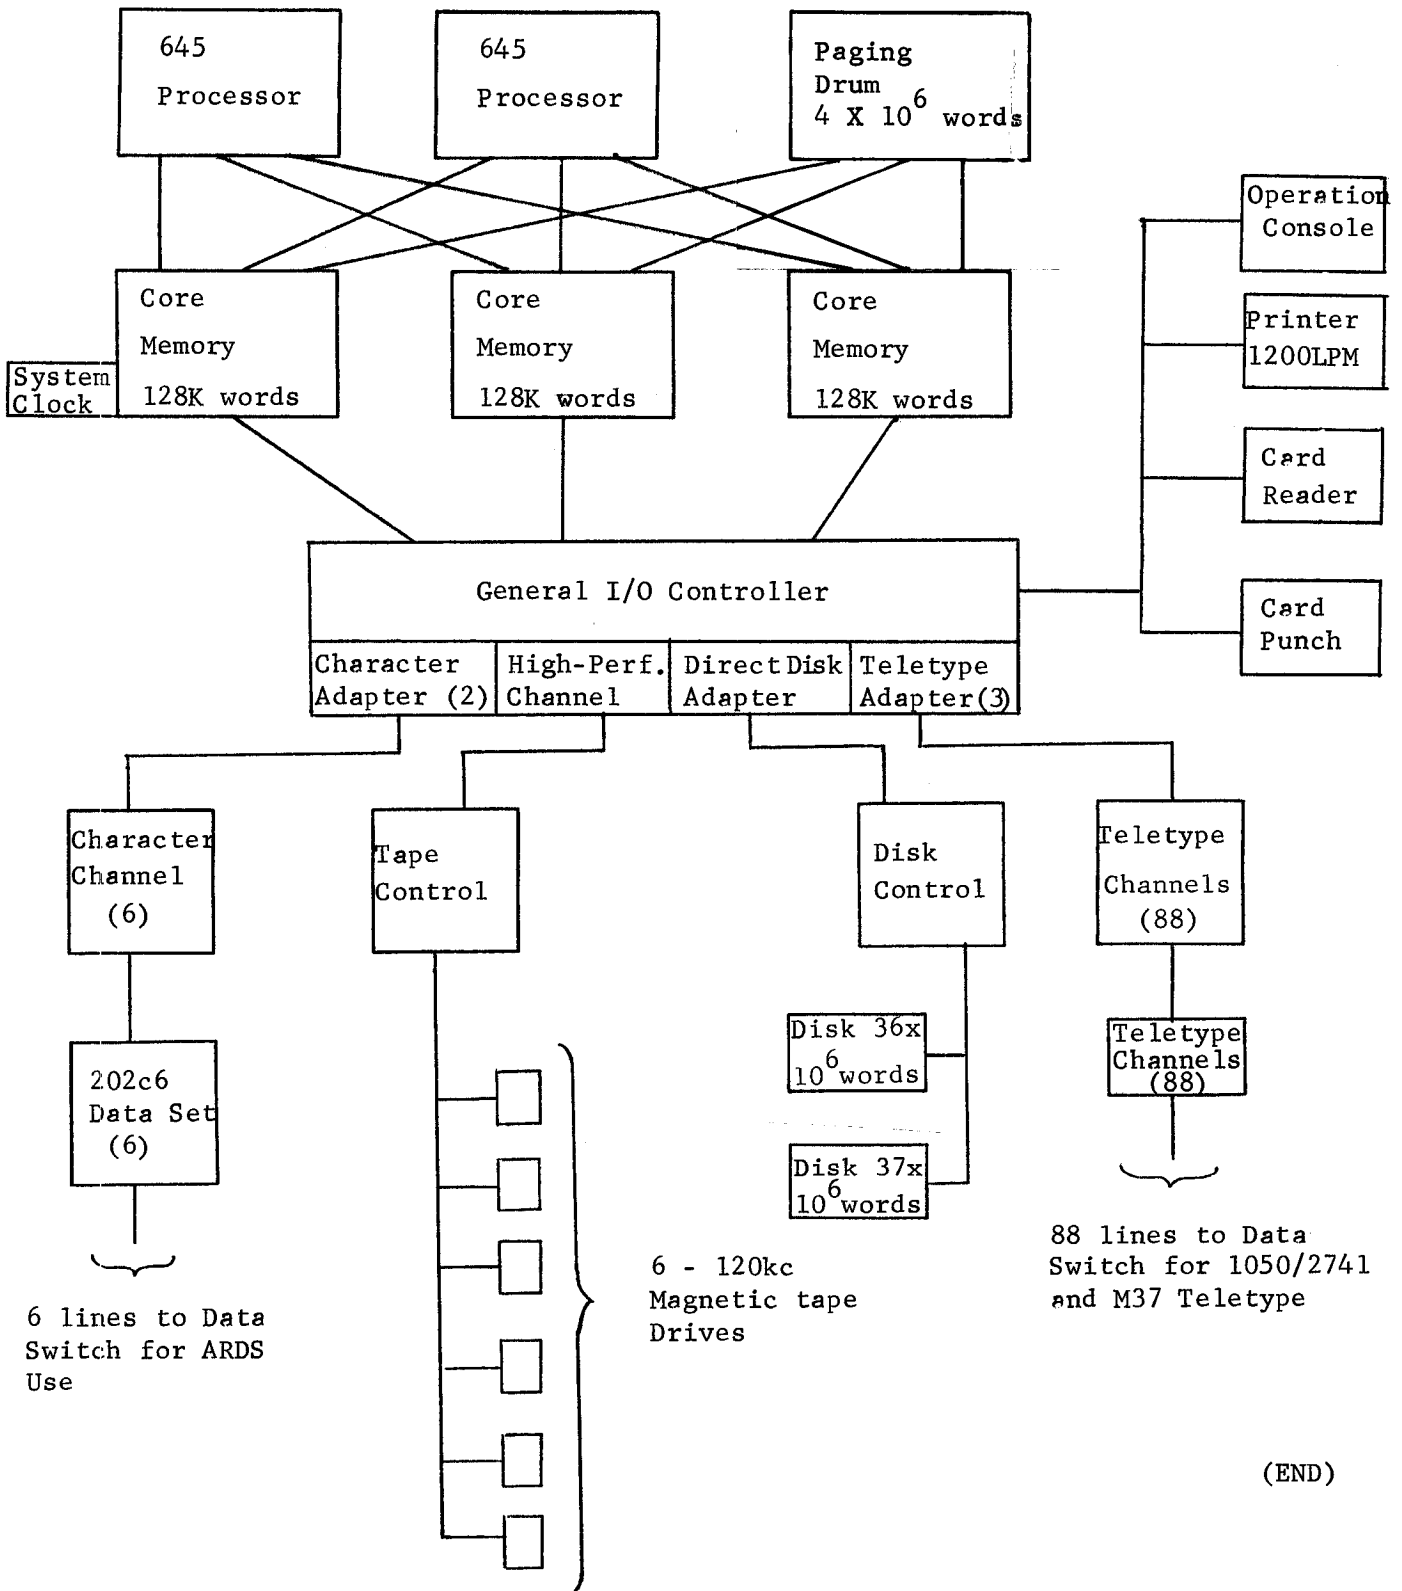 645
Processor
645
Processor
Paging
Drum
4 X 10^6 words
Operation
Console
Printer
1200LPM
Card
Reader
Card
Punch
System
Clock
Core
Memory
128K words
Core
Memory
128K words
Core
Memory
128K words
General I/O Controller
Character
Adapter (2)
High-Perf.
Channel
Direct Disk
Adapter
Teletype
Adapter(3)
Character
Channel
(6)
Tape
Control
Disk
Control
Teletype
Channels
(88)
202c6
Data Set
(6)
Disk 36x
10^6 words
Disk 37x
10^6 words
Teletype
Channels
(88)
6 lines to Data
Switch for ARDS
Use
6 - 120kc
Magnetic tape
Drives
88 lines to Data
Switch for 1050/2741
and M37 Teletype
(END)